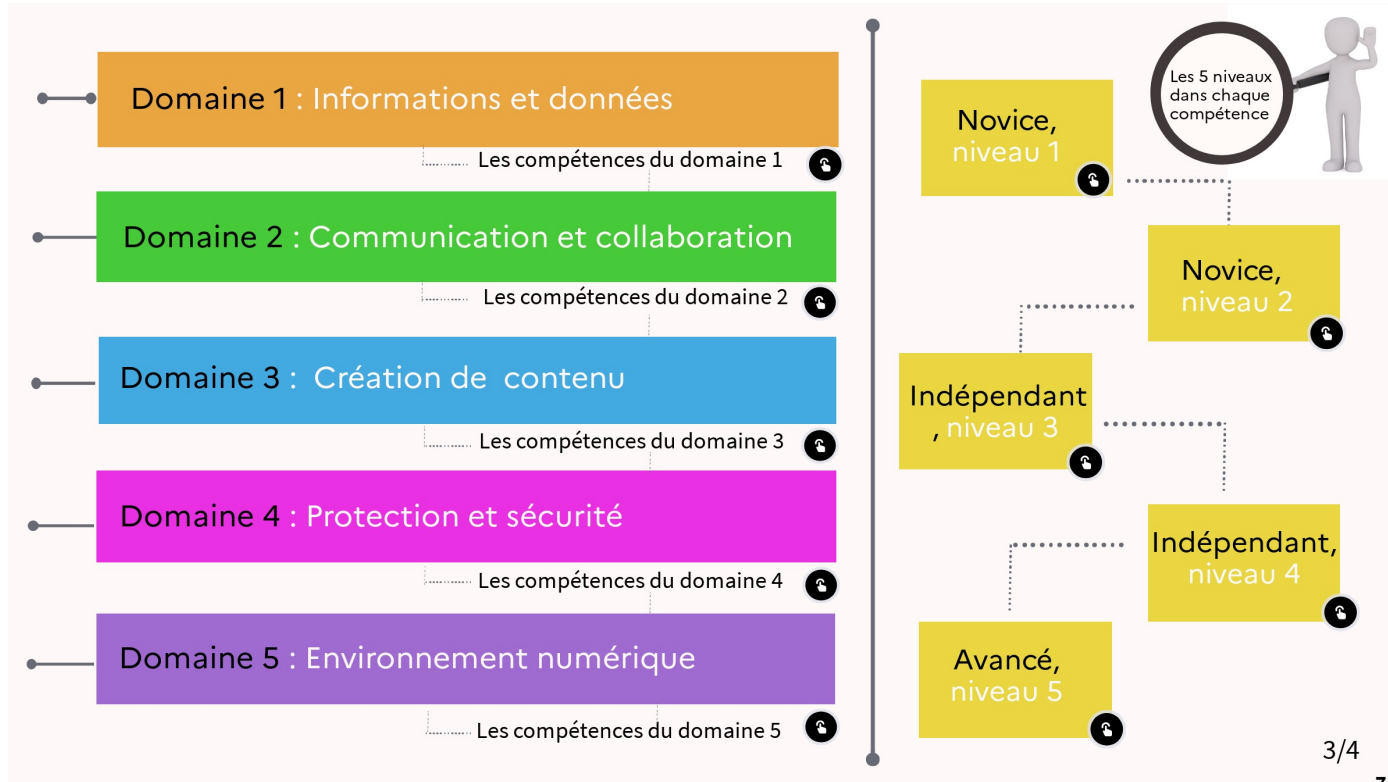 Domaine 1 : Informations et données
Les compétences du domaine 1
Domaine 2 : Communication et collaboration
Les compétences du domaine 2
Domaine 3 : Création de contenu
Les compétences du domaine 3
Domaine 4 : Protection et sécurité
Les compétences du domaine 4
Domaine 5 : Environnement numérique
Les compétences du domaine 5
Les 5 niveaux
dans chaque
compétence
Novice,
niveau 1
Novice,
niveau 2
Indépendant
, niveau 3
Indépendant,
niveau 4
Avancé,
niveau 5
3/4